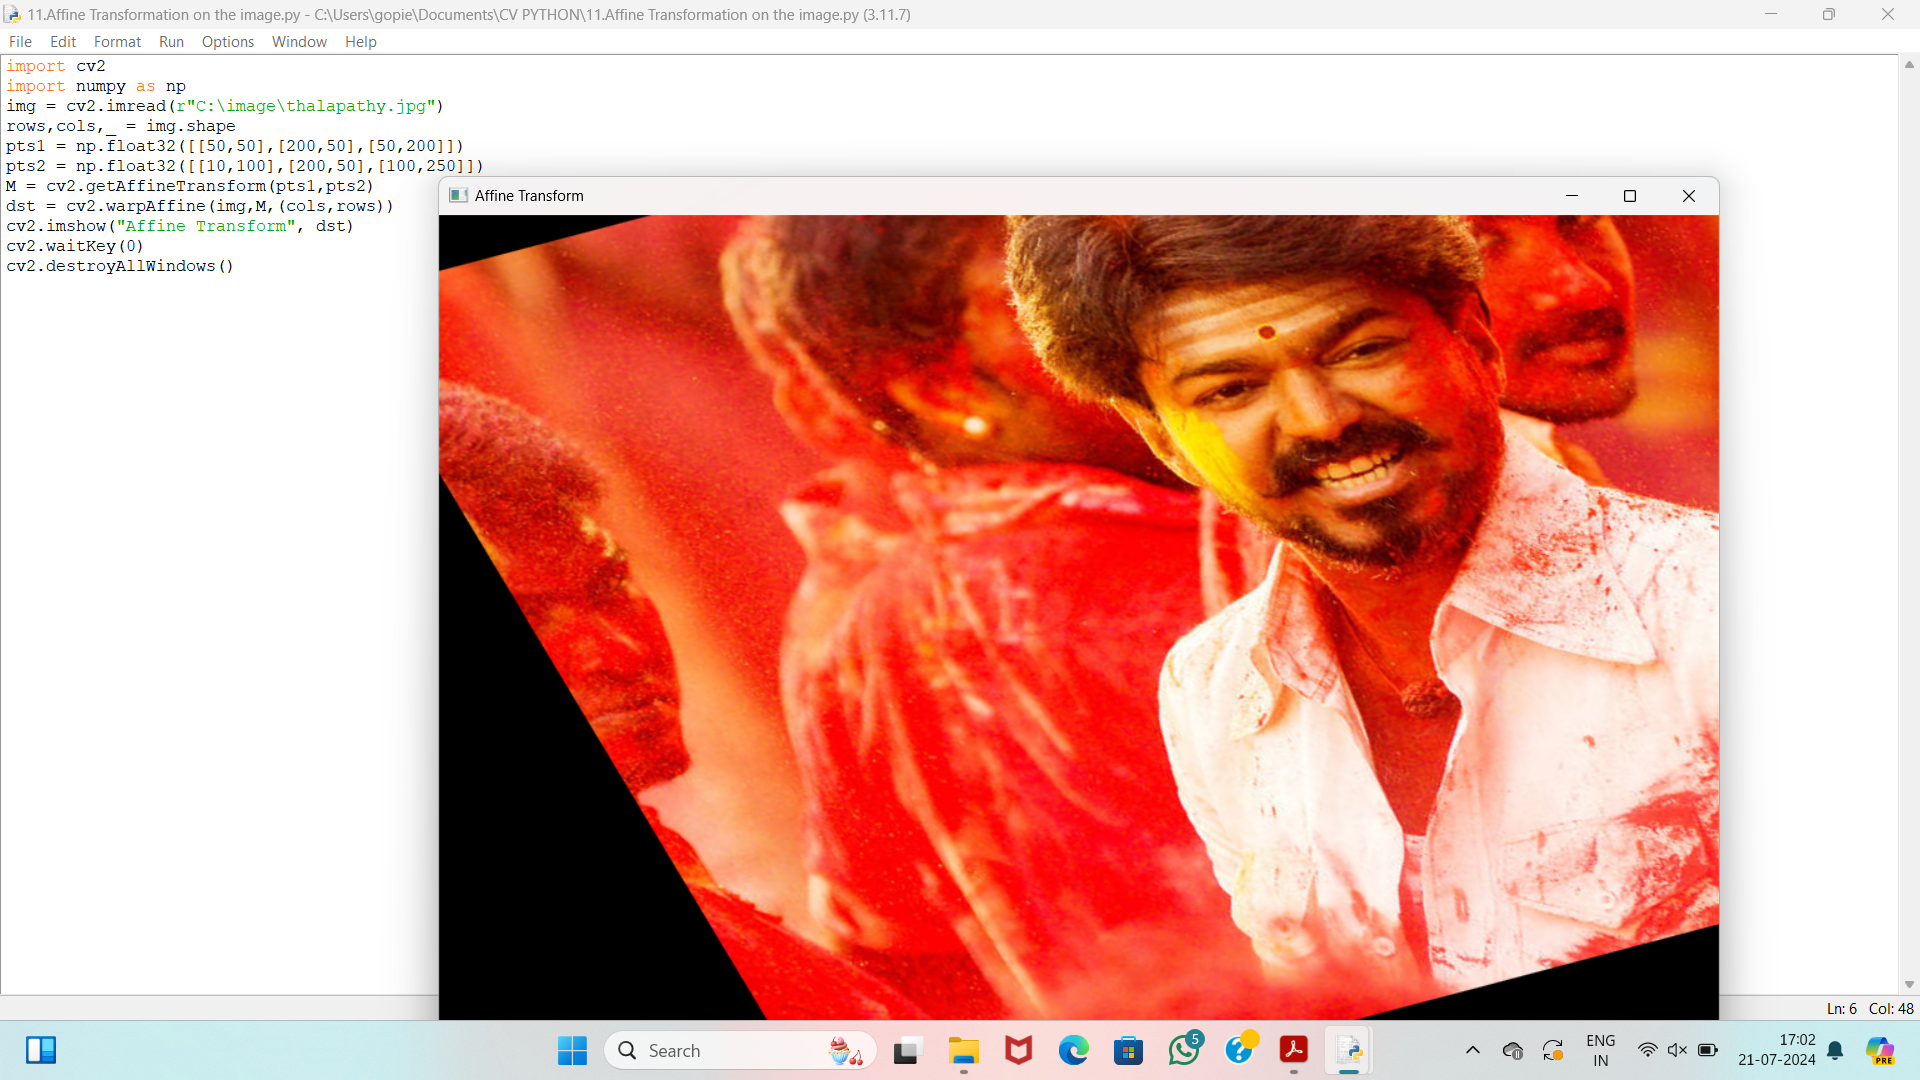 11.Affine Transformation on the image.py - C:\Users\gopie\Documents\CV PYTHON\11.Affine Transformation on the image.py (3.11.7)
File Edit Format Run Options Window Help
import cv2
import numpy as np
img = cv2.imread(r"C:\image\thalapathy.jpg")
rows,cols,_ = img.shape
pts1 = np.float32([[50,50],[200,50],[50,200]])
pts2 = np.float32([[10,100],[200,50],[100,250]])
M = cv2.getAffineTransform(pts1,pts2)
dst = cv2.warpAffine(img,M,(cols,rows))
cv2.imshow("Affine Transform", dst)
cv2.waitKey(0)
cv2.destroyAllWindows()
Affine Transform
Ln: 6 Col: 48
Search
5
ENG
IN
17:02
21-07-2024
PRE